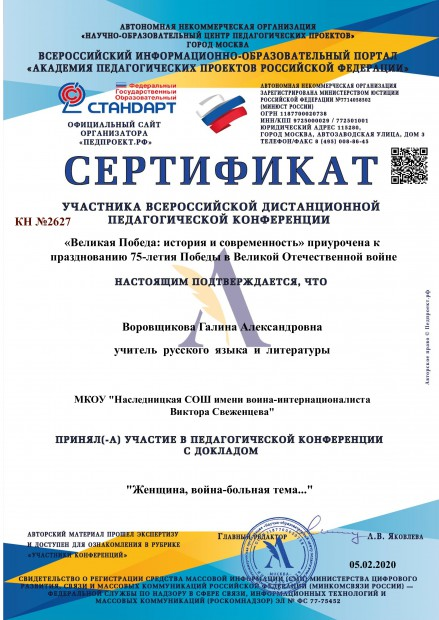 АВТОНОМНАЯ НЕКОММЕРЧЕСКАЯ ОРГАНИЗАЦИЯ
«НАУЧНО-ОБРАЗОВАТЕЛЬНЫЙ ЦЕНТР ПЕДАГОГИЧЕСКИХ ПРОЕКТОВ»
ГОРОД МОСКВА
ВСЕРОССИЙСКИЙ ИНФОРМАЦИОННО-ОБРАЗОВАТЕЛЬНЫЙ ПОРТАЛ
«АКАДЕМИЯ ПЕДАГОГИЧЕСКИХ ПРОЕКТОВ РОССИЙСКОЙ ФЕДЕРАЦИИ»
Федеральный
Государственный
Образовательный
СТАНДАРТ
ОФИЦИАЛЬНЫЙ САЙТ
ОРГАНИЗАТОРА
«ПЕДПРОЕКТ.РФ»
АВТОНОМНАЯ НЕКОММЕРЧЕСКАЯ ОРГАНИЗАЦИЯ
ЗАРЕГИСТРИРОВАНА МИНИСТЕРСТВОМ ЮСТИЦИИ
РОССИЙСКОЙ ФЕДЕРАЦИИ №7714058302
(МИНЮСТ РОССИИ)
ОГРН 1187700020738
ИНН/КПП 9725000029 / 772501001
ЮРИДИЧЕСКИЙ АДРЕС 115280,
ГОРОД МОСКВА, АВТОЗАВОДСКАЯ УЛИЦА, ДОМ 3
ТЕЛЕФОН/ФАКС 8 (495) 008-86-45
СЕРТИФИКАТ
УЧАСТНИКА ВСЕРОССИЙСКОЙ ДИСТАНЦИОННОЙ
ПЕДАГОГИЧЕСКОЙ КОНФЕРЕНЦИИ
КН №2627
«Великая Победа: история и современность» приурочена к
празднованию 75-летия Победы в Великой Отечественной войне
НАСТОЯЩИМ ПОДТВЕРЖДАЕТСЯ, ЧТО
Воровщикова Галина Александровна
учитель русского языка и литературы
МКОУ "Наследницкая СОШ имени воина-интернационалиста
Виктора Свеженцева"
ПРИНЯЛ(-А) УЧАСТИЕ В ПЕДАГОГИЧЕСКОЙ КОНФЕРЕНЦИИ
С ДОКЛАДОМ
"Женщина, война-больная тема..."
Авторское право © Педпроект.рф
АВТОРСКИЙ МАТЕРИАЛ ПРОШЕЛ ЭКСПЕРТИЗУ
И ДОСТУПЕН ДЛЯ ОЗНАКОМЛЕНИЯ В РУБРИКЕ
«УЧАСТНИКИ КОНФЕРЕНЦИЙ»
Главный редактор
Л.В. Яковлева
05.02.2020
СВИДЕТЕЛЬСТВО О РЕГИСТРАЦИИ СРЕДСТВА МАССОВОЙ ИНФОРМАЦИИ (СМИ) МИНИСТЕРСТВА ЦИФРОВОГО
РАЗВИТИЯ, СВЯЗИ И МАССОВЫХ КОММУНИКАЦИЙ РОССИЙСКОЙ ФЕДЕРАЦИИ (МИНКОМСВЯЗИ РОССИИ) —
ФЕДЕРАЛЬНОЙ СЛУЖБЫ ПО НАДЗОРУ В СФЕРЕ СВЯЗИ, ИНФОРМАЦИОННЫХ ТЕХНОЛОГИЙ И
МАССОВЫХ КОММУНИКАЦИЙ (РОСКОМНАДЗОР) ЭЛ № ФС 77-75452